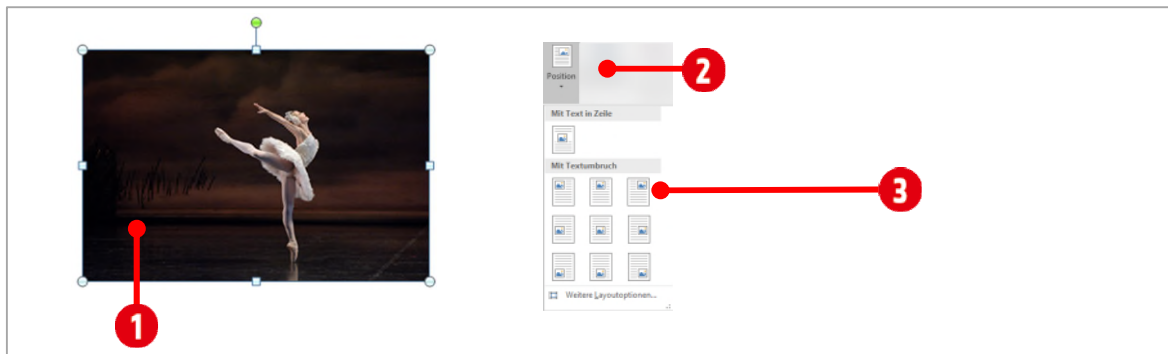 Position
2
Mit Text in Zeile
Mit Textumbruch
3
Weitere Layoutoptionen...
1